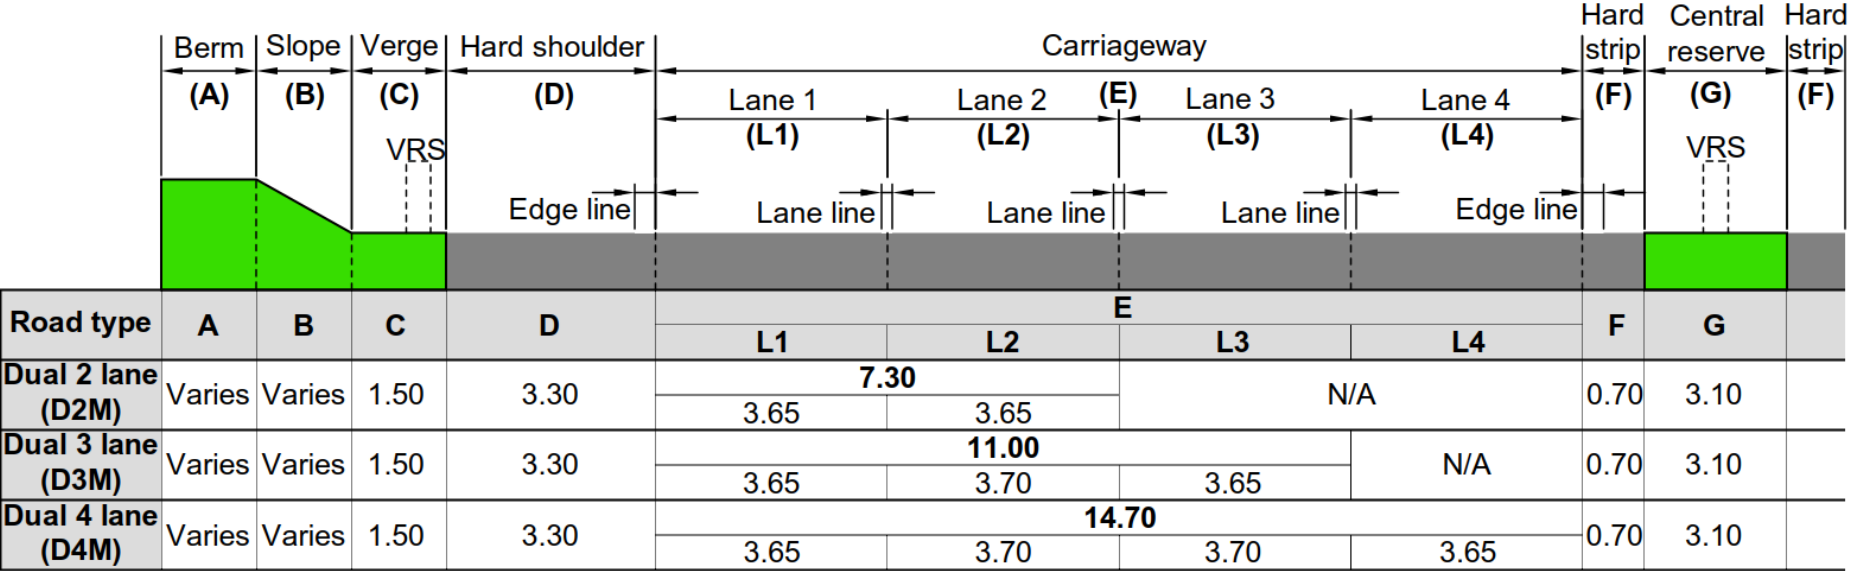 Hard Central Hard
Berm Slope Verge Hard shoulder Carriageway strip reserve strip
(A) (B) (C) (D) (E) (F) (G) (F)
Lane 1 Lane 2 Lane 3 Lane 4
(L1) (L2) (L3) (L4)
VRS VRS
Edge line Lane line Lane line Lane line Edge line
Road type A B C D E F G
L1 L2 L3 L4
Dual 2 lane (D2M) Varies Varies 1.50 3.30 7.30 N/A 0.70 3.10
3.65 3.65
Dual 3 lane (D3M) Varies Varies 1.50 3.30 11.00 N/A 0.70 3.10
3.65 3.70 3.65
Dual 4 lane (D4M) Varies Varies 1.50 3.30 14.70 0.70 3.10
3.65 3.70 3.70 3.65